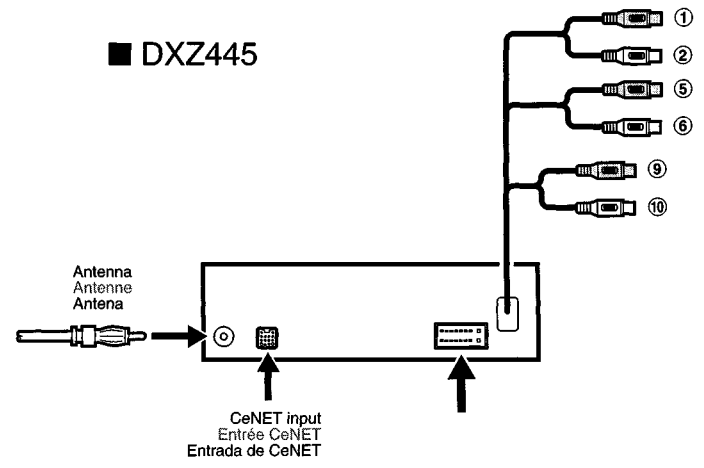 ■ DXZ445
①
②
⑤
⑥
⑨
⑩
Antenna
Antenne
Antena
CeNET input
Entrée CeNET
Entrada de CeNET